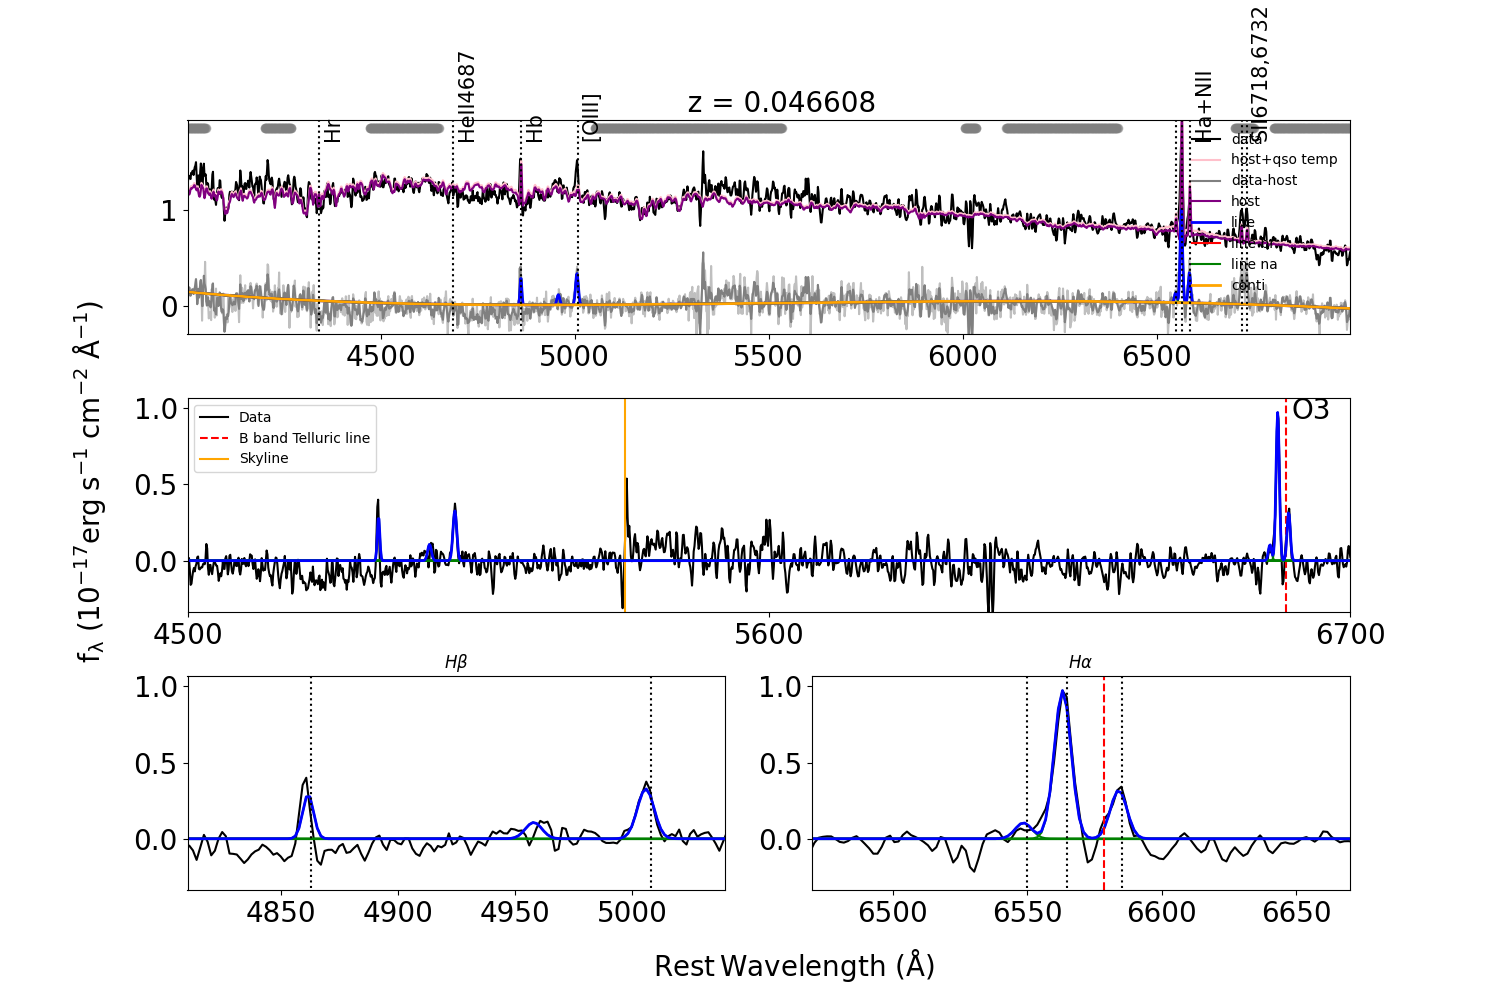 z = 0.046608
Hr
HeII4687
Hb
[OIII]
Ha+NII
SII6718,6732
data
host+qso temp
data-host
host
line
line na
conti
1
0
4500
5000
5500
6000
6500
f_λ (10^−17 erg s^−1 cm^−2 Å^−1)
Data
B band Telluric line
Skyline
O3
1.0
0.5
0.0
4500
5600
6700
Hβ
1.0
0.5
0.0
4850
4900
4950
5000
Hα
1.0
0.5
0.0
6500
6550
6600
6650
Rest Wavelength (Å)